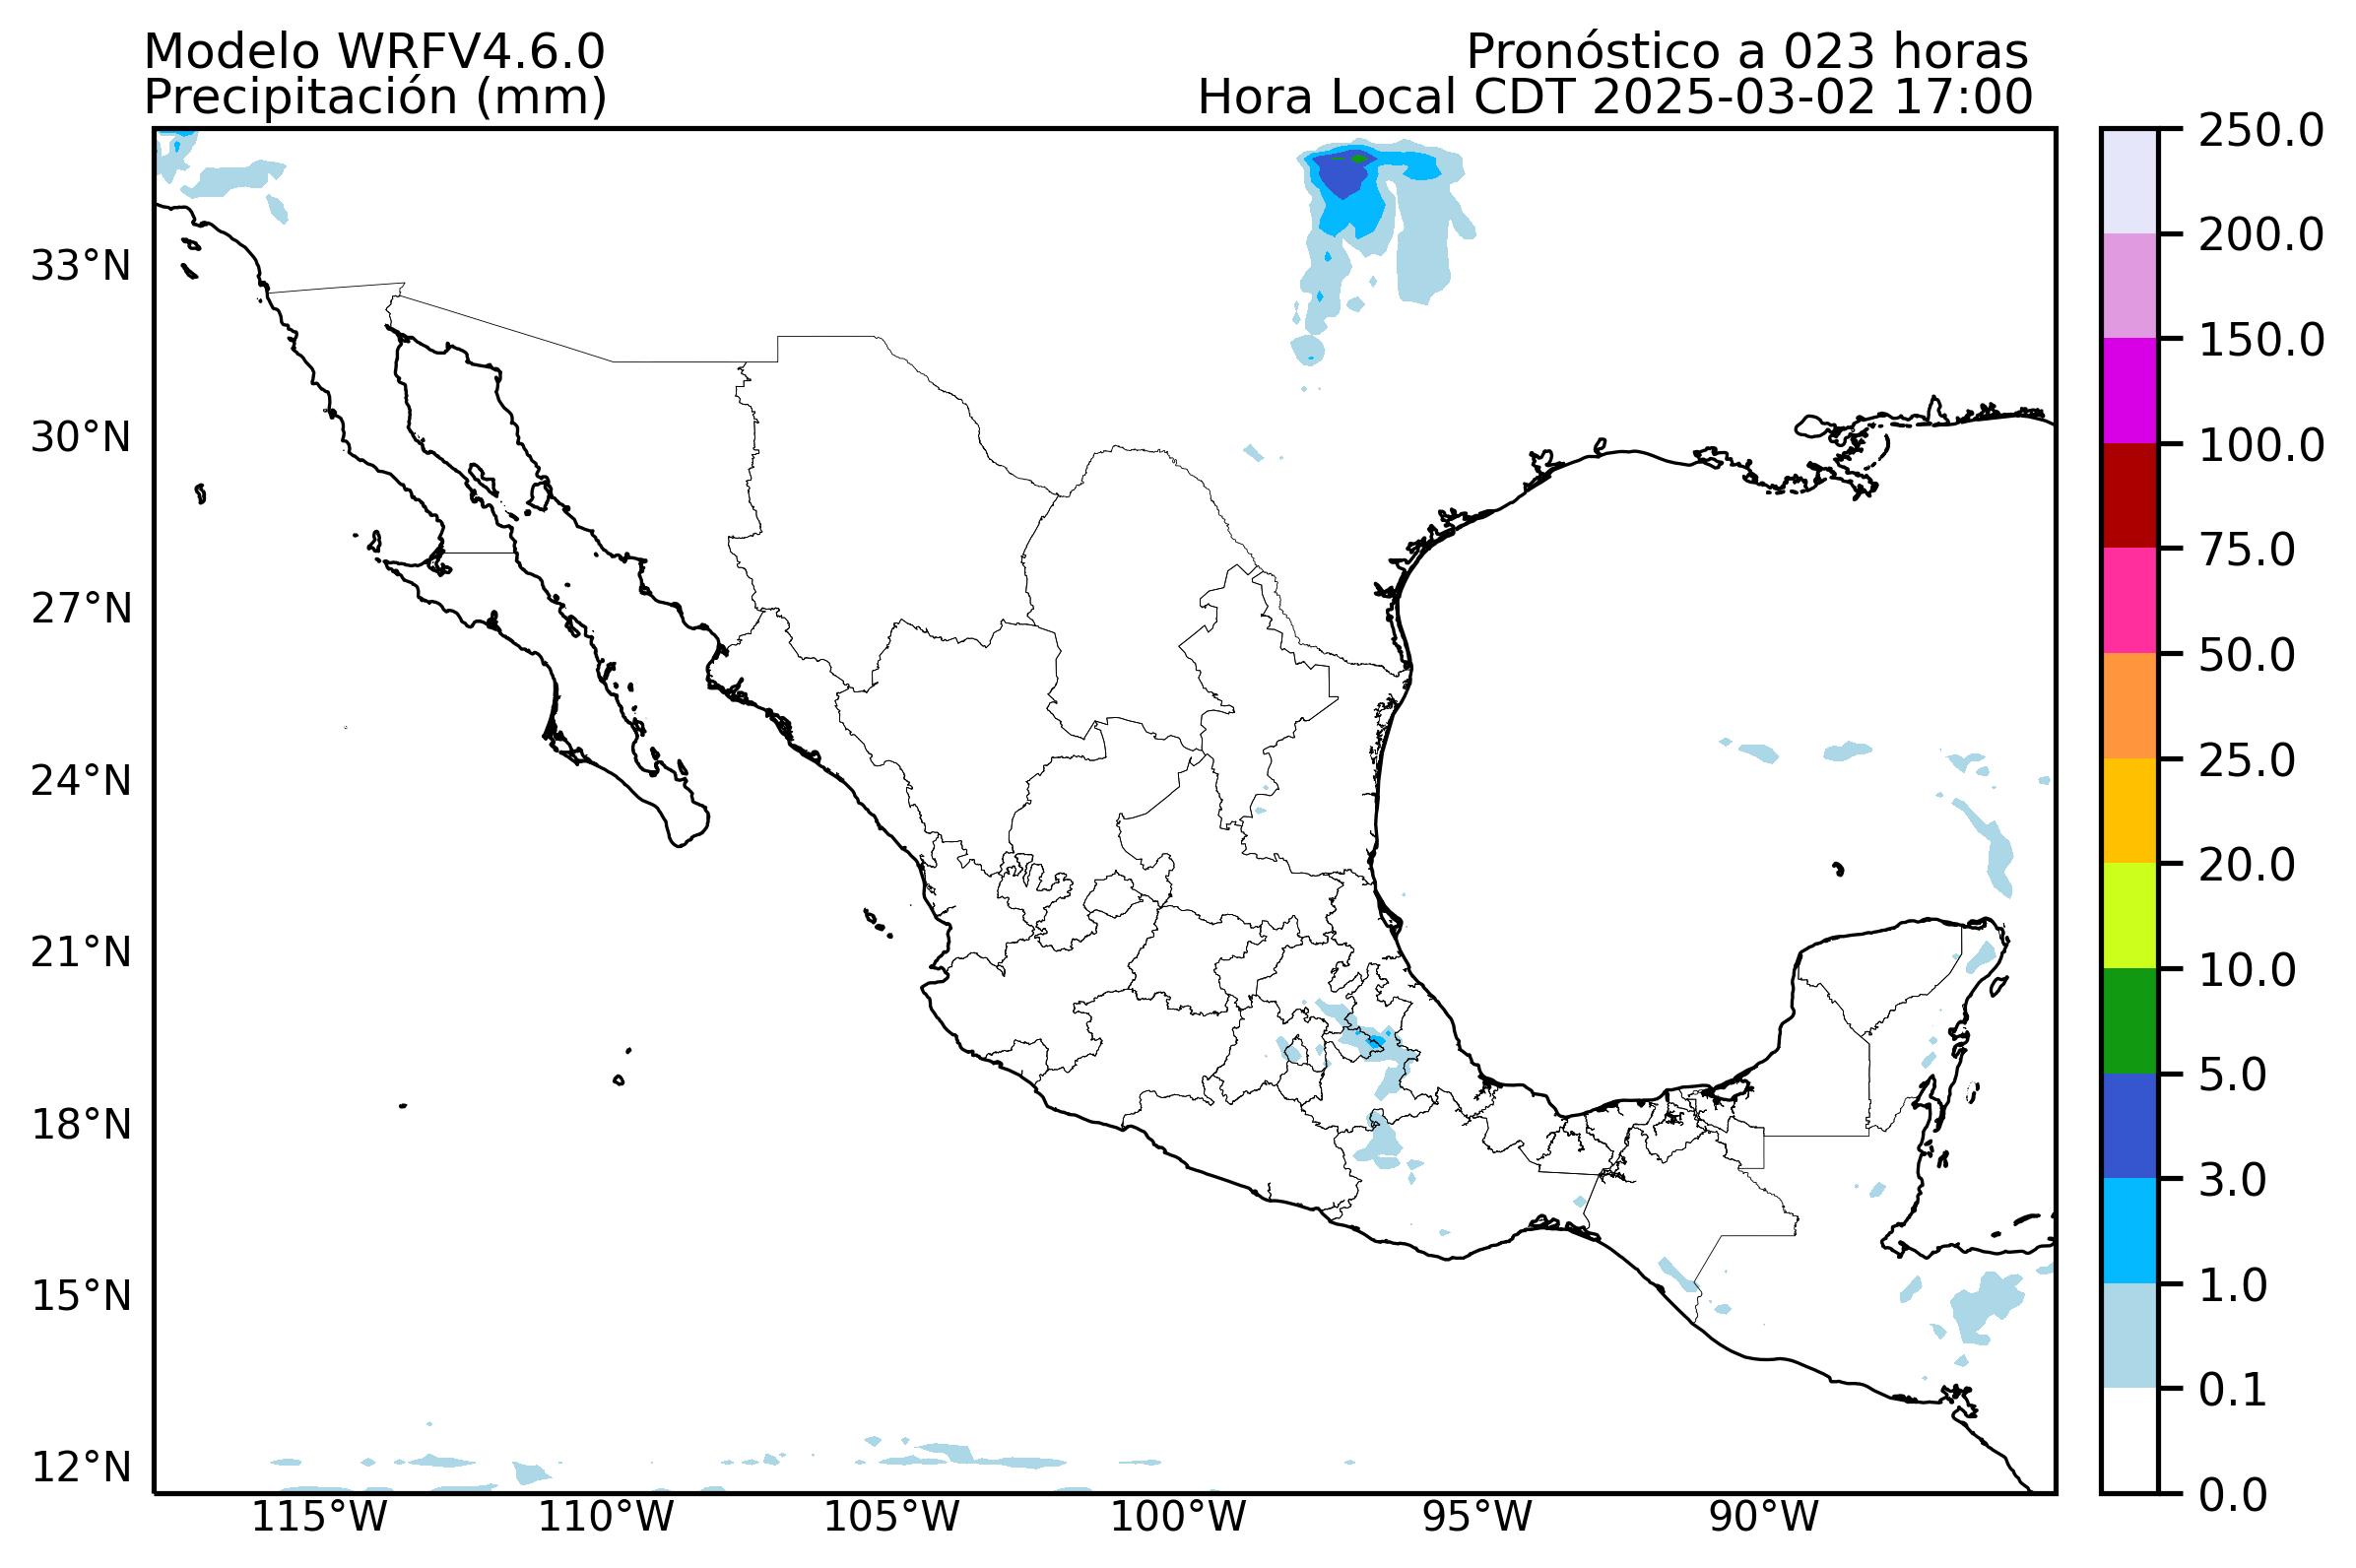 Modelo WRFV4.6.0
Precipitación (mm)
Pronóstico a 023 horas
Hora Local CDT 2025-03-02 17:00
33°N
30°N
27°N
24°N
21°N
18°N
15°N
12°N
115°W
110°W
105°W
100°W
95°W
90°W
250.0
200.0
150.0
100.0
75.0
50.0
25.0
20.0
10.0
5.0
3.0
1.0
0.1
0.0